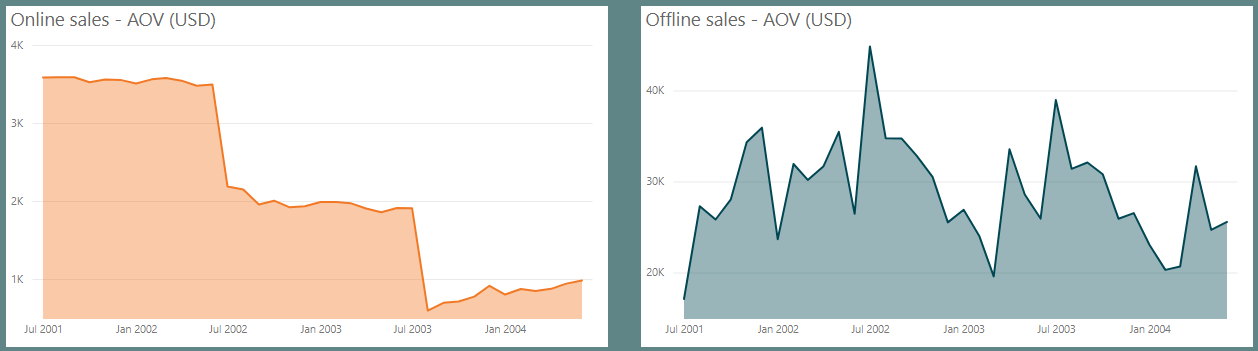 Online sales - AOV (USD)
4K
3K
2K
1K
Jul 2001 Jan 2002 Jul 2002 Jan 2003 Jul 2003 Jan 2004
Offline sales - AOV (USD)
40K
30K
20K
Jul 2001 Jan 2002 Jul 2002 Jan 2003 Jul 2003 Jan 2004